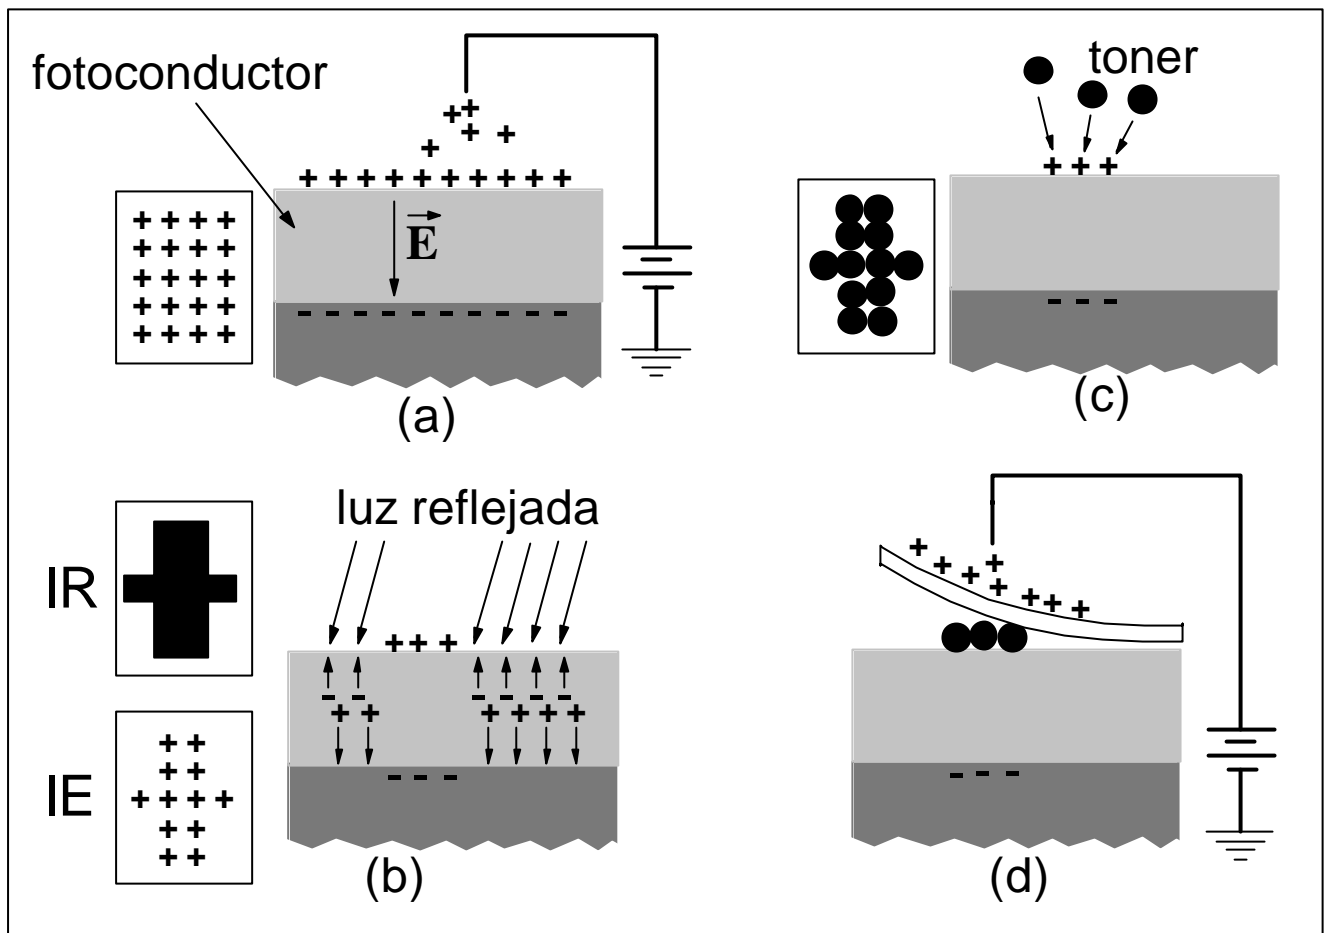 fotoconductor
E
(a)
toner
(c)
luz reflejada
IR
IE
(b)
(d)